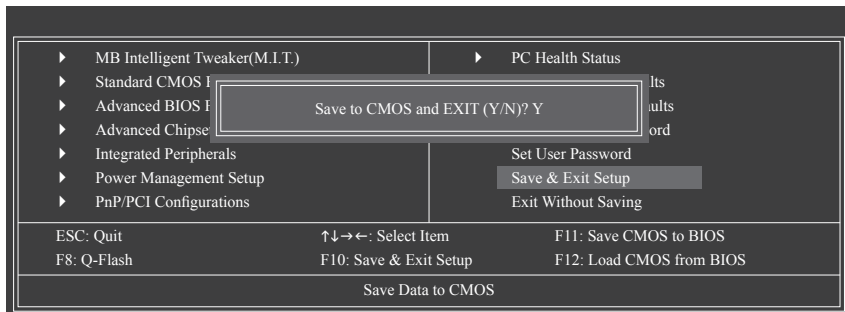 MB Intelligent Tweaker(M.I.T.)
Standard CMOS F
Advanced BIOS F
Advanced Chipse
Integrated Peripherals
Power Management Setup
PnP/PCI Configurations
PC Health Status
Set User Password
Save & Exit Setup
Exit Without Saving
Save to CMOS and EXIT (Y/N)? Y
ESC: Quit
↑↓→←: Select Item
F11: Save CMOS to BIOS
F8: Q-Flash
F10: Save & Exit Setup
F12: Load CMOS from BIOS
Save Data to CMOS